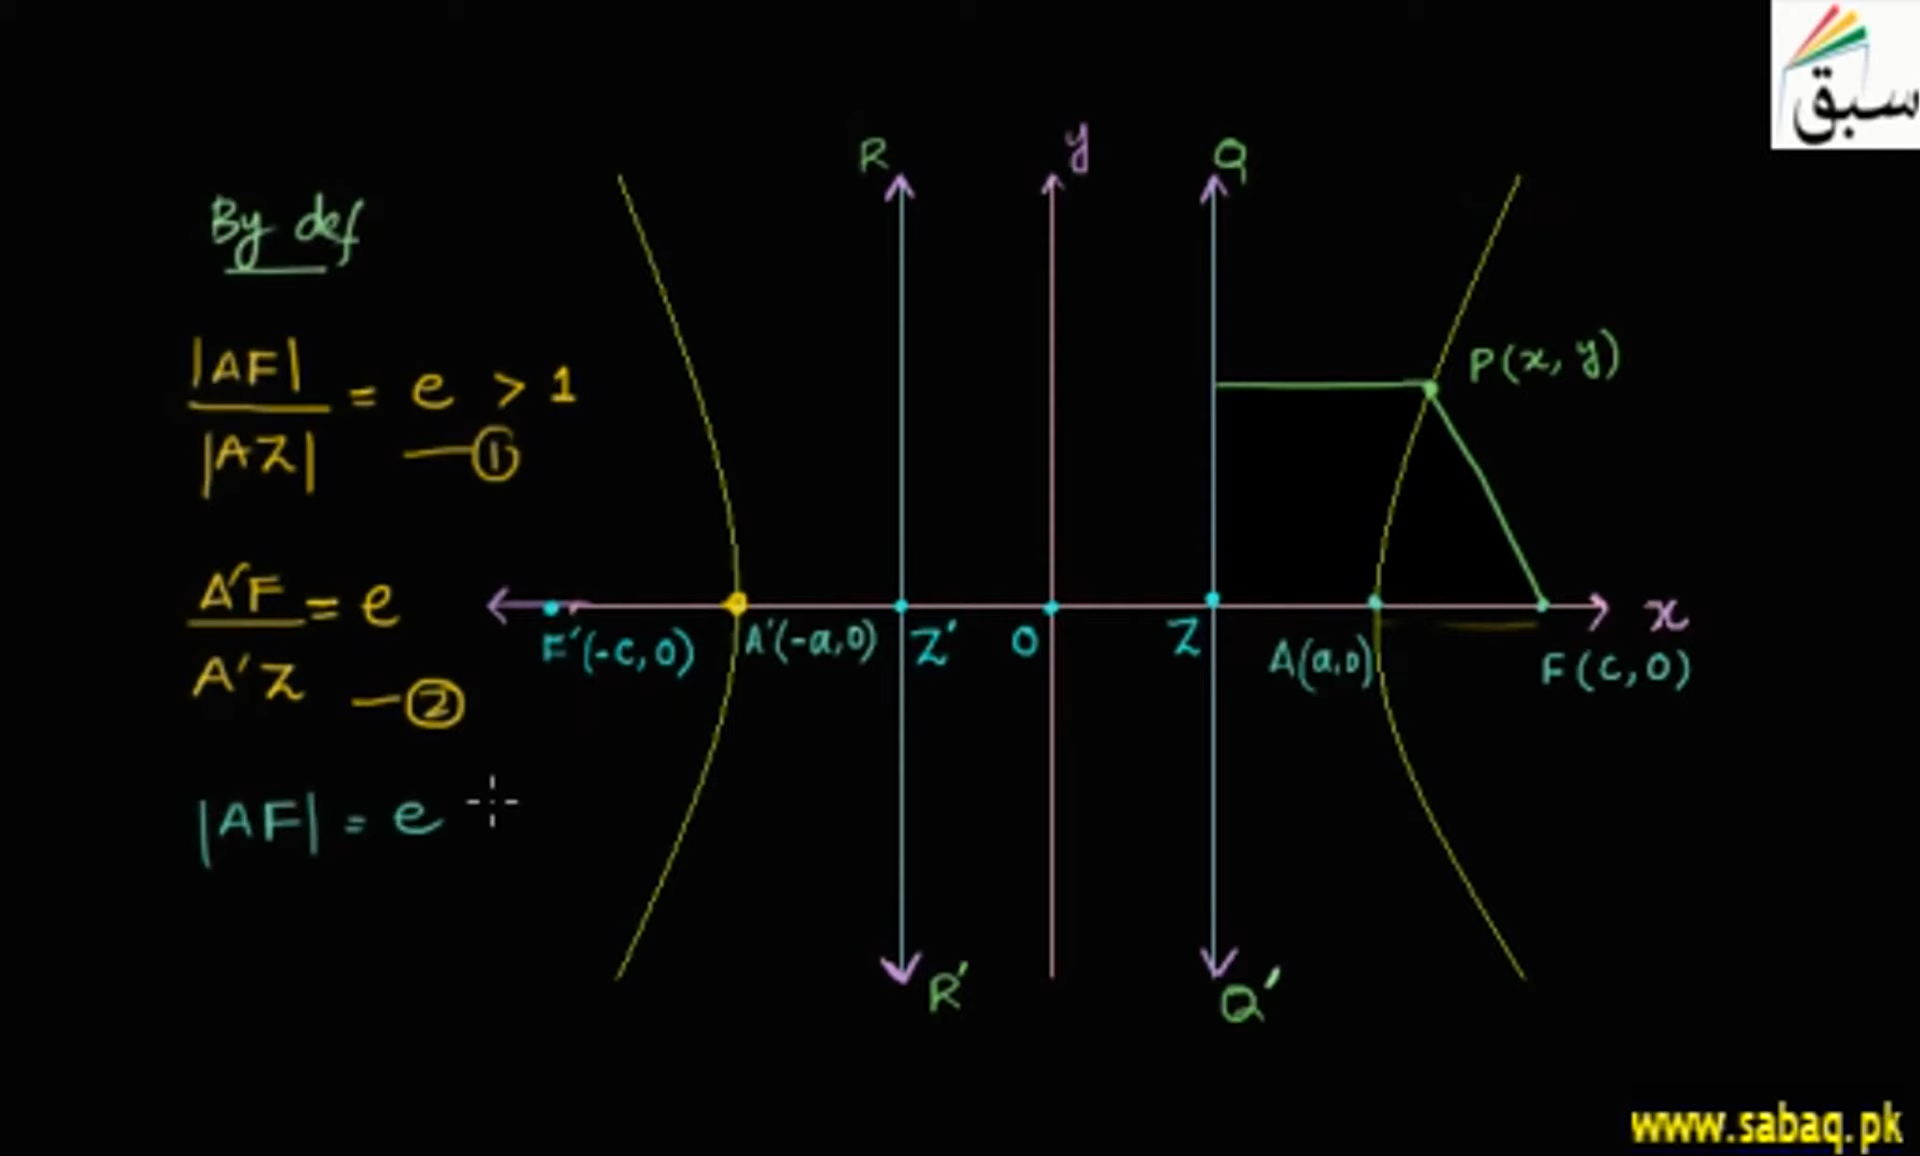 سبق
R
y
Q
By def
|AF|
|AZ|
= e > 1
—①
P(x, y)
A'F
A'Z
= e
—②
F'(-c, 0)
A'(-a, 0)
Z'
O
Z
A(a, 0)
F(c, 0)
x
|AF| = e
R'
Q'
www.sabaq.pk